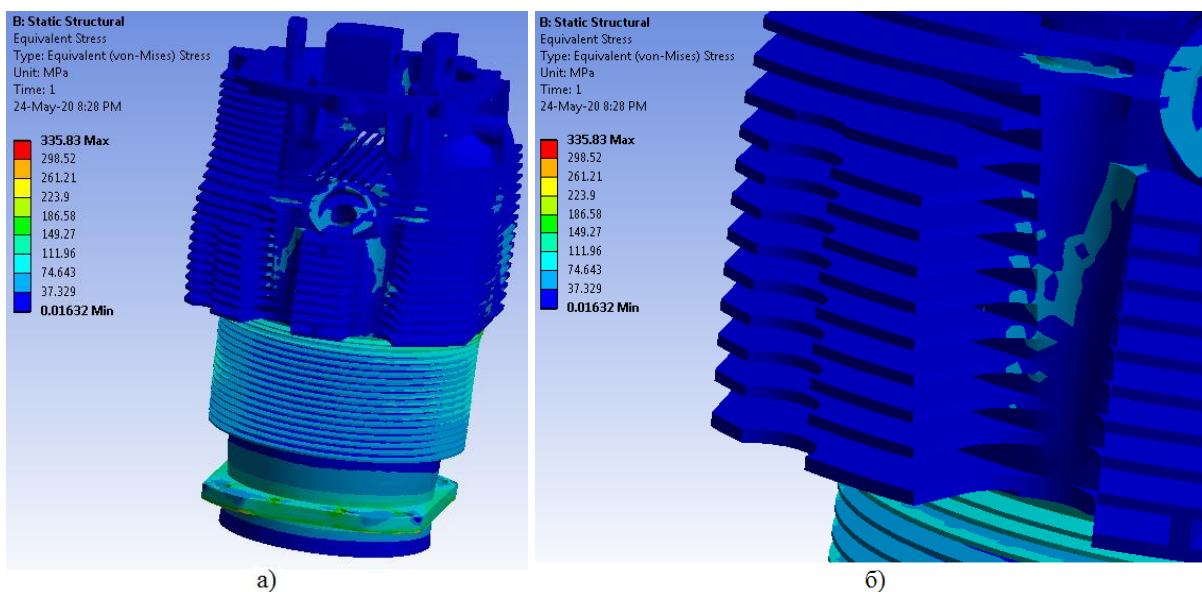 B: Static Structural
Equivalent Stress
Type: Equivalent (von-Mises) Stress
Unit: MPa
Time: 1
24-May-20 8:28 PM
335.83 Max
298.52
261.21
223.9
186.58
149.27
111.96
74.643
37.329
0.01632 Min
а)
B: Static Structural
Equivalent Stress
Type: Equivalent (von-Mises) Stress
Unit: MPa
Time: 1
24-May-20 8:28 PM
335.83 Max
298.52
261.21
223.9
186.58
149.27
111.96
74.643
37.329
0.01632 Min
б)